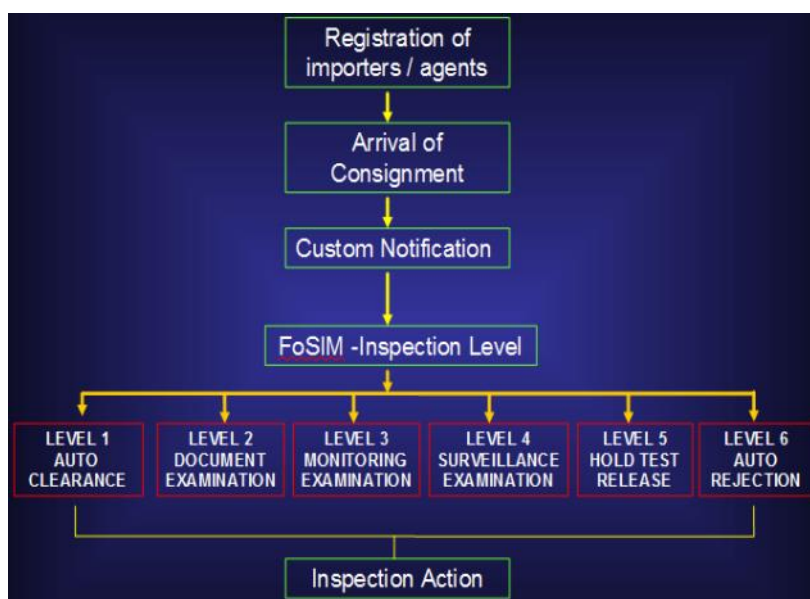 Registration of
importers / agents
Arrival of
Consignment
Custom Notification
FoSIM -Inspection Level
LEVEL 1
AUTO
CLEARANCE
LEVEL 2
DOCUMENT
EXAMINATION
LEVEL 3
MONITORING
EXAMINATION
LEVEL 4
SURVEILLANCE
EXAMINATION
LEVEL 5
HOLD TEST
RELEASE
LEVEL 6
AUTO
REJECTION
Inspection Action